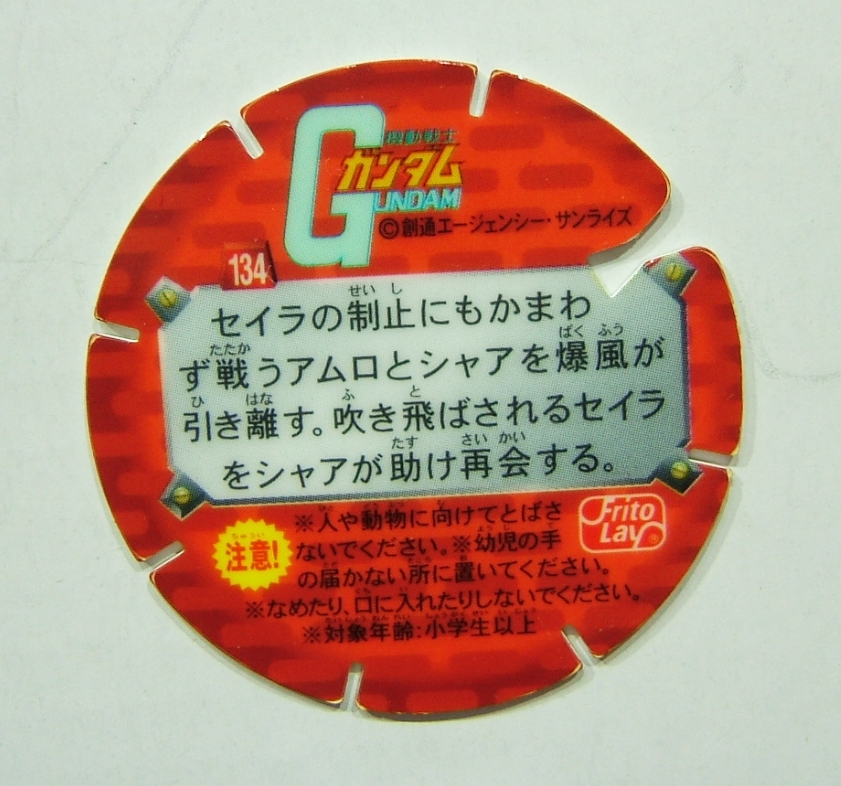 機動戦士
ガンダム
GUNDAM
©創通エージェンシー・サンライズ
134
セイラの制止にもかまわ
ず戦うアムロとシャアを爆風が
引き離す。吹き飛ばされるセイラ
をシャアが助け再会する。
Frito
Lay®
注意!
※人や動物に向けてとばさ
ないでください。※幼児の手
の届かない所に置いてください。
※なめたり、口に入れたりしないでください。
※対象年齢:小学生以上